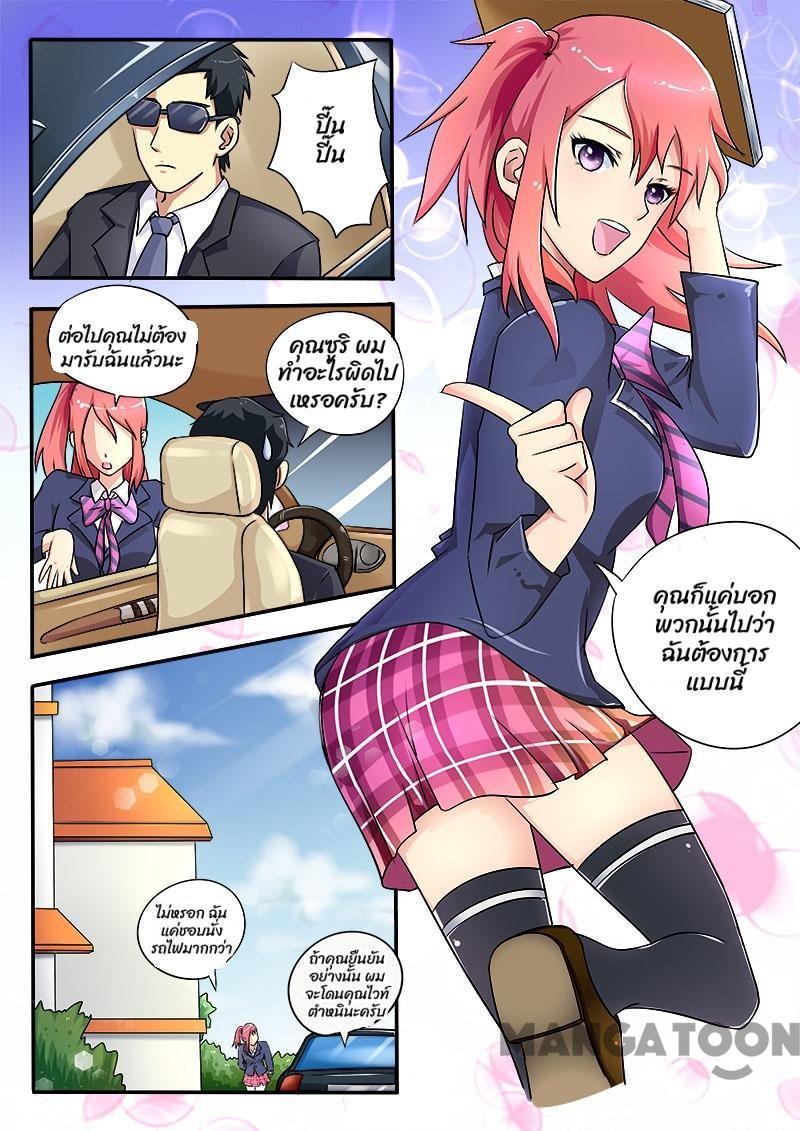 ปี๊น
ปี๊น
ต่อไปคุณไม่ต้อง
มารับฉันแล้วนะ
คุณซูริ ผม
ทำอะไรผิดไป
เหรอครับ?
ไม่หรอก ฉัน
แค่ชอบนั่ง
รถไฟมากกว่า
ถ้าคุณยืนยัน
อย่างนั้น ผม
จะโดนคุณไวท์
ตำหนินะครับ
คุณก็แค่บอก
พวกนั้นไปว่า
ฉันต้องการ
แบบนี้
MANGATOON